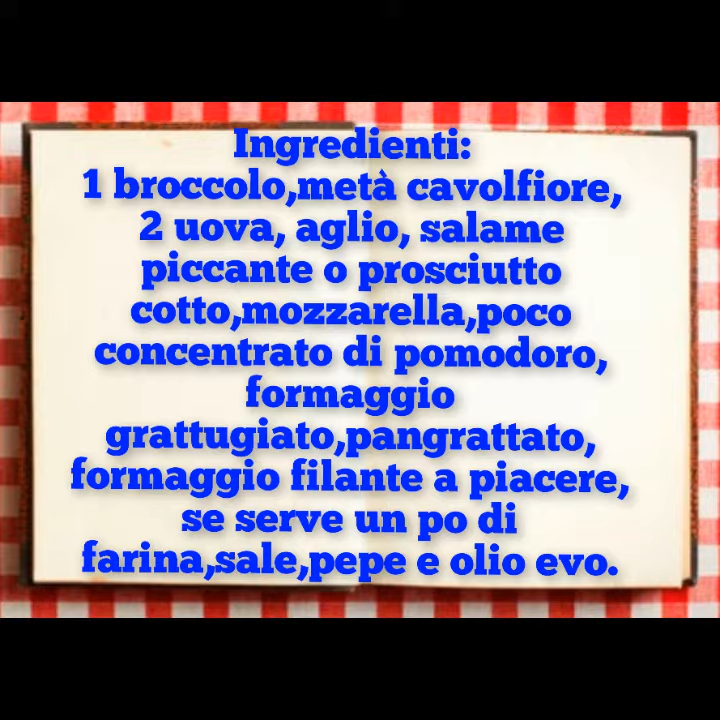 Ingredienti:
1 broccolo,metà cavolfiore,
2 uova, aglio, salame
piccante o prosciutto
cotto,mozzarella,poco
concentrato di pomodoro,
formaggio
grattugiato,pangrattato,
formaggio filante a piacere,
se serve un po di
farina,sale,pepe e olio evo.